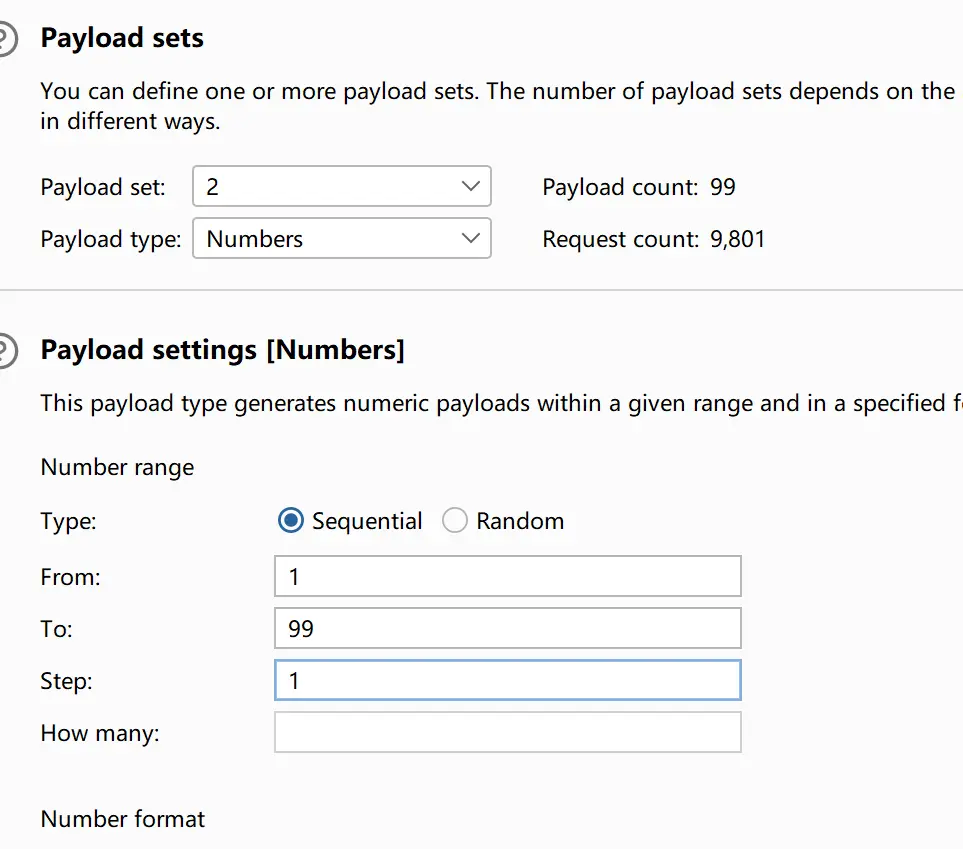 Payload sets
You can define one or more payload sets. The number of payload sets depends on the
in different ways.
Payload set: 2 Payload count: 99
Payload type: Numbers Request count: 9,801
Payload settings [Numbers]
This payload type generates numeric payloads within a given range and in a specified
Number range
Type: Sequential Random
From: 1
To: 99
Step: 1
How many:
Number format